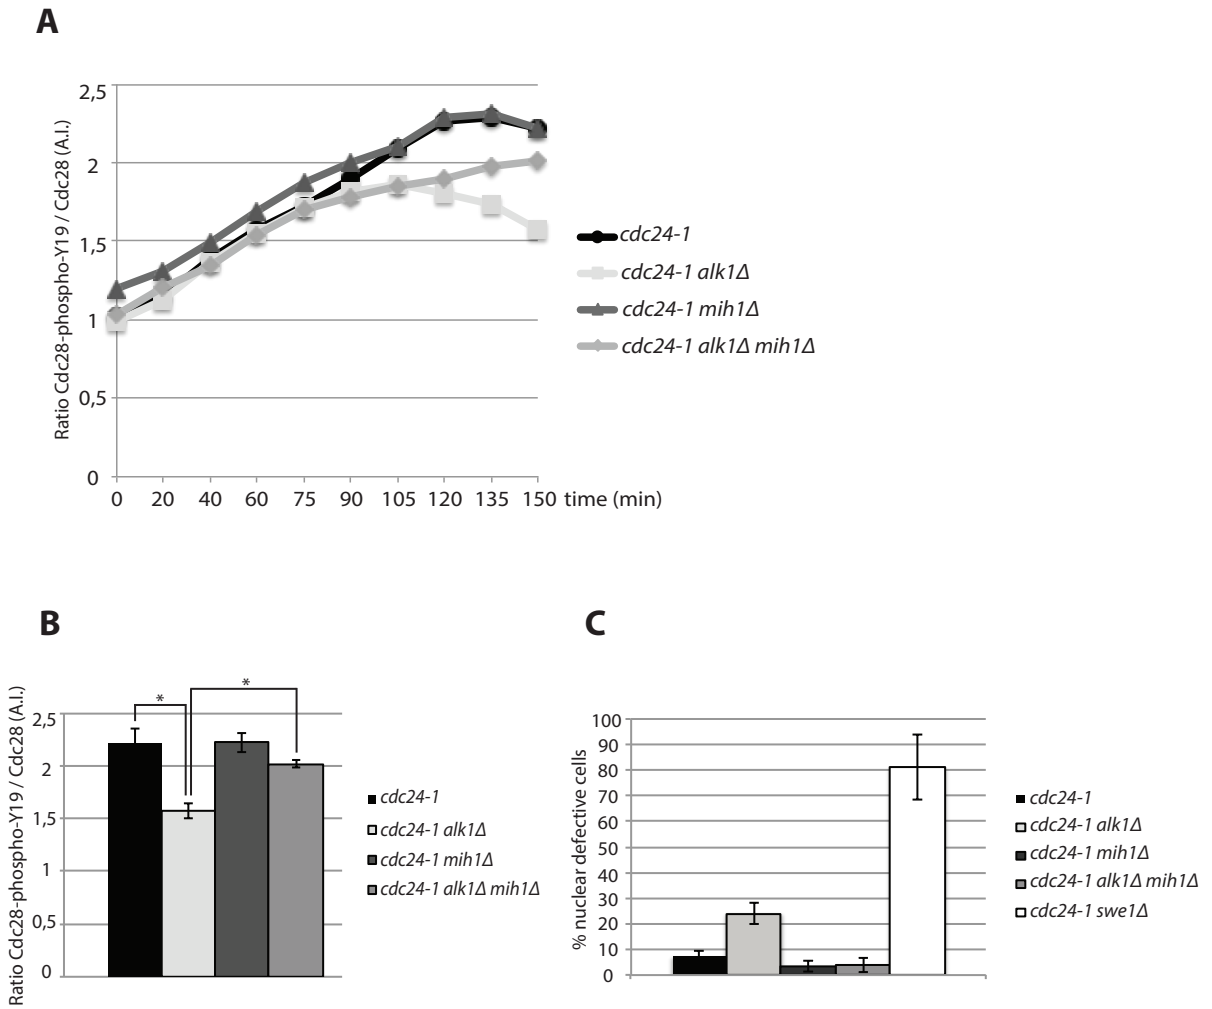 A
Ratio Cdc28-phospho-Y19 / Cdc28 (A.I.)
2,5
2
1,5
1
0,5
0
0 20 40 60 75 90 105 120 135 150 time (min)
cdc24-1
cdc24-1 alk1Δ
cdc24-1 mih1Δ
cdc24-1 alk1Δ mih1Δ
B
Ratio Cdc28-phospho-Y19 / Cdc28 (A.I.)
2,5
2
1,5
1
0,5
0
* *
cdc24-1
cdc24-1 alk1Δ
cdc24-1 mih1Δ
cdc24-1 alk1Δ mih1Δ
C
% nuclear defective cells
100
90
80
70
60
50
40
30
20
10
0
cdc24-1
cdc24-1 alk1Δ
cdc24-1 mih1Δ
cdc24-1 alk1Δ mih1Δ
cdc24-1 swe1Δ